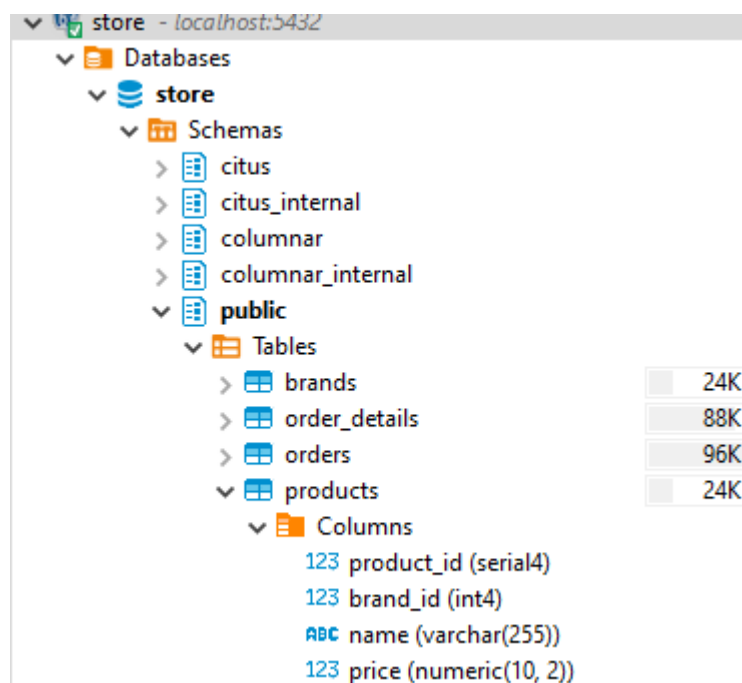 store - localhost:5432
Databases
store
Schemas
citus
citus_internal
columnar
columnar_internal
public
Tables
brands 24K
order_details 88K
orders 96K
products 24K
Columns
123 product_id (serial4)
123 brand_id (int4)
ABC name (varchar(255))
123 price (numeric(10, 2))